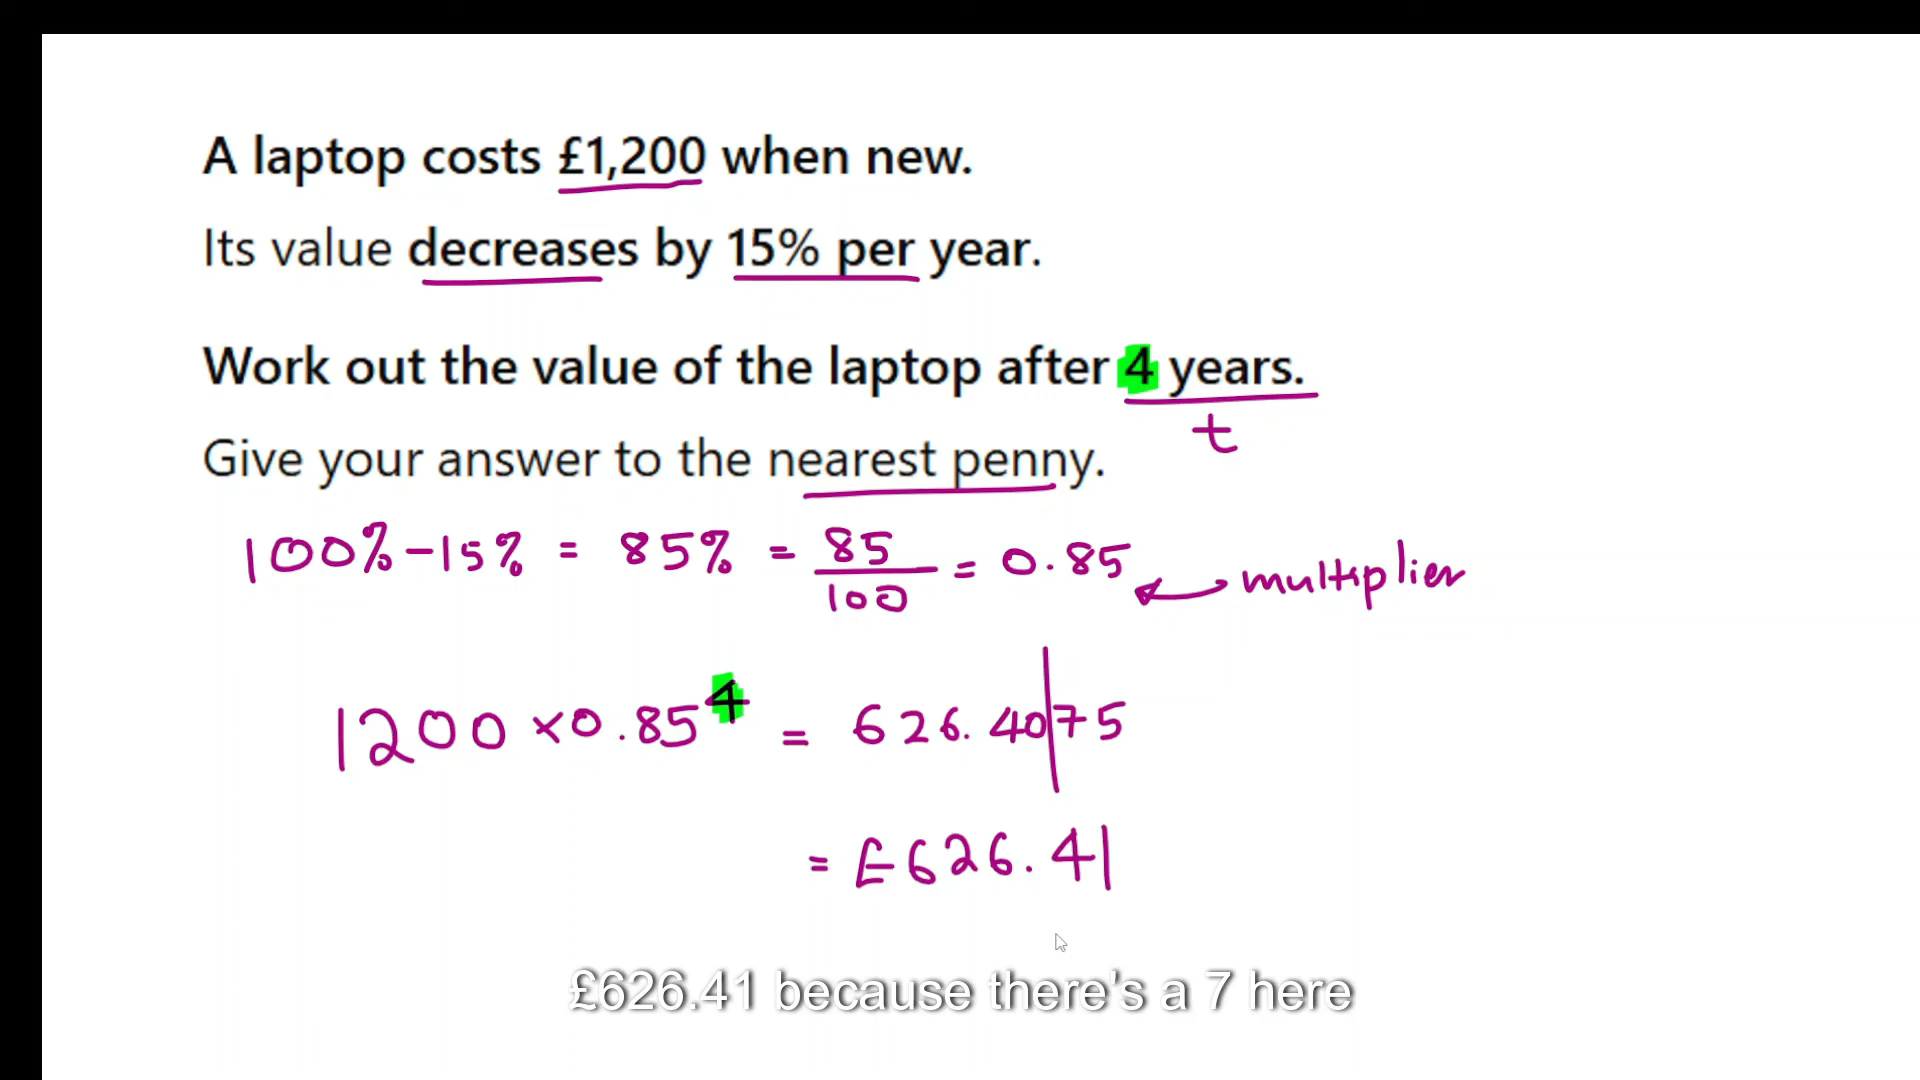 A laptop costs £1,200 when new.
Its value decreases by 15% per year.
Work out the value of the laptop after 4 years.
t
Give your answer to the nearest penny.
100% - 15% = 85% = 85/100 = 0.85 multiplier
1200 × 0.85⁴ = 626.40|75
= £626.41
£626.41 because there's a 7 here